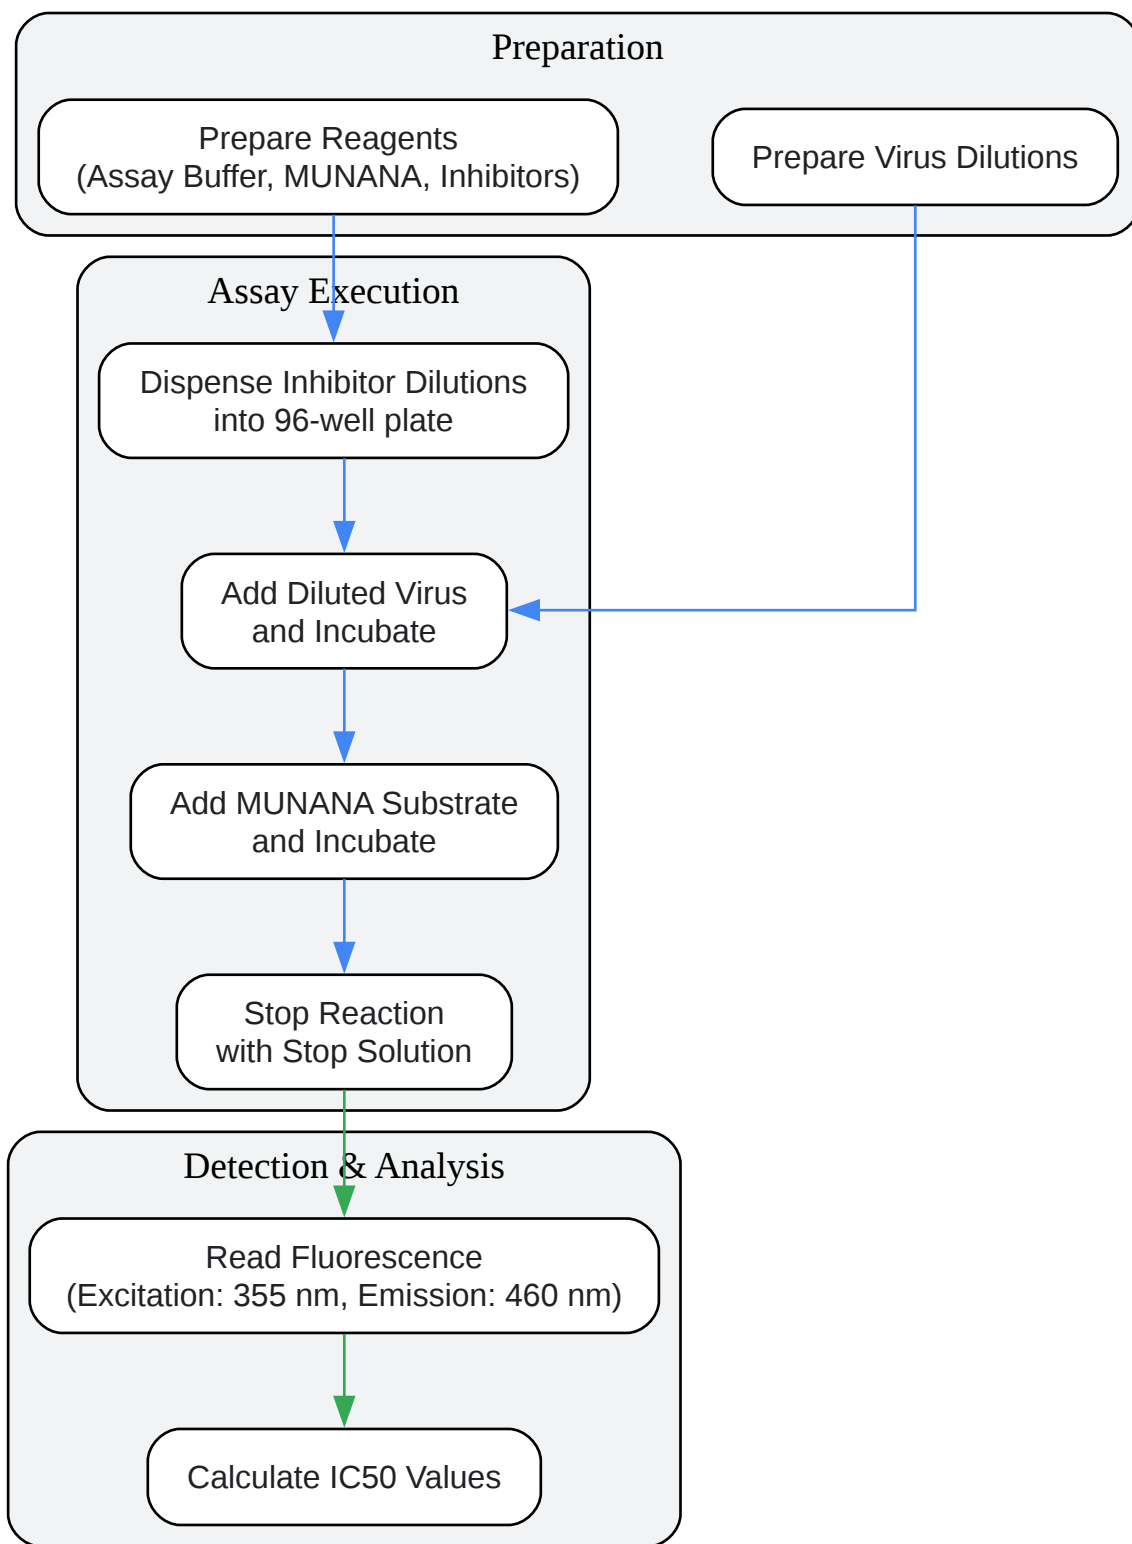 Preparation
Prepare Reagents
(Assay Buffer, MUNANA, Inhibitors)
Prepare Virus Dilutions
Assay Execution
Dispense Inhibitor Dilutions
into 96-well plate
Add Diluted Virus
and Incubate
Add MUNANA Substrate
and Incubate
Stop Reaction
with Stop Solution
Detection & Analysis
Read Fluorescence
(Excitation: 355 nm, Emission: 460 nm)
Calculate IC50 Values